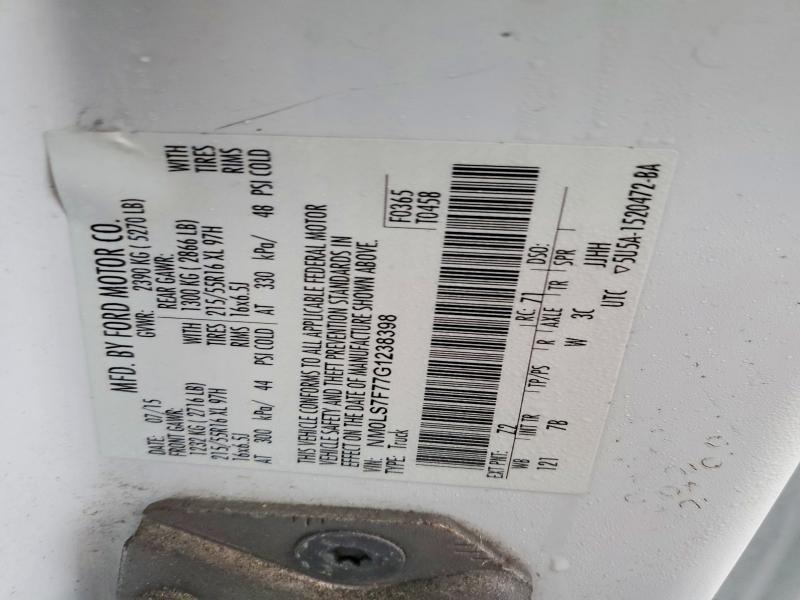 MFD. BY FORD MOTOR CO.
DATE: 07/15 GVWR: 2390 KG ( 5270 LB)
FRONT GAWR: REAR GAWR: WITH
1232 KG ( 2716 LB) 1300 KG ( 2866 LB) TIRES
215/55R16 XL 97H TIRES 215/55R16 XL 97H RIMS
16x6.5J RIMS 16x6.5J
AT 300 kPa/ 44 PSI COLD AT 330 kPa/ 48 PSI COLD
THIS VEHICLE CONFORMS TO ALL APPLICABLE FEDERAL MOTOR
VEHICLE SAFETY AND THEFT PREVENTION STANDARDS IN
EFFECT ON THE DATE OF MANUFACTURE SHOWN ABOVE.
VIN: NM0LS7F77G1238398
TYPE: Truck
F0365
T0458
EXT PNT: Z2 RC: 71 DSO:
WB INT TR TP/PS R AXLE TR SPR
121 7B W 3C JJHH
UTC ▽5U5A-1520472-BA